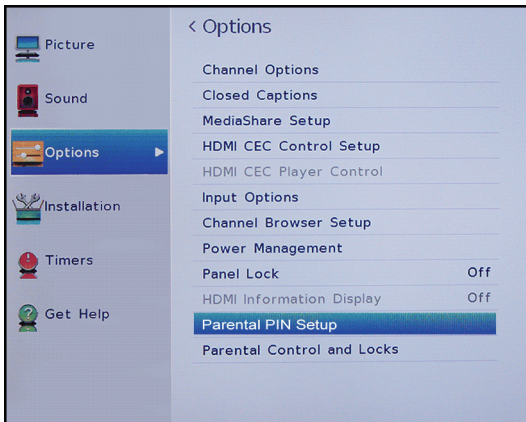 Picture
Sound
Options
Installation
Timers
Get Help
< Options
Channel Options
Closed Captions
MediaShare Setup
HDMI CEC Control Setup
HDMI CEC Player Control
Input Options
Channel Browser Setup
Power Management
Panel Lock Off
HDMI Information Display Off
Parental PIN Setup
Parental Control and Locks